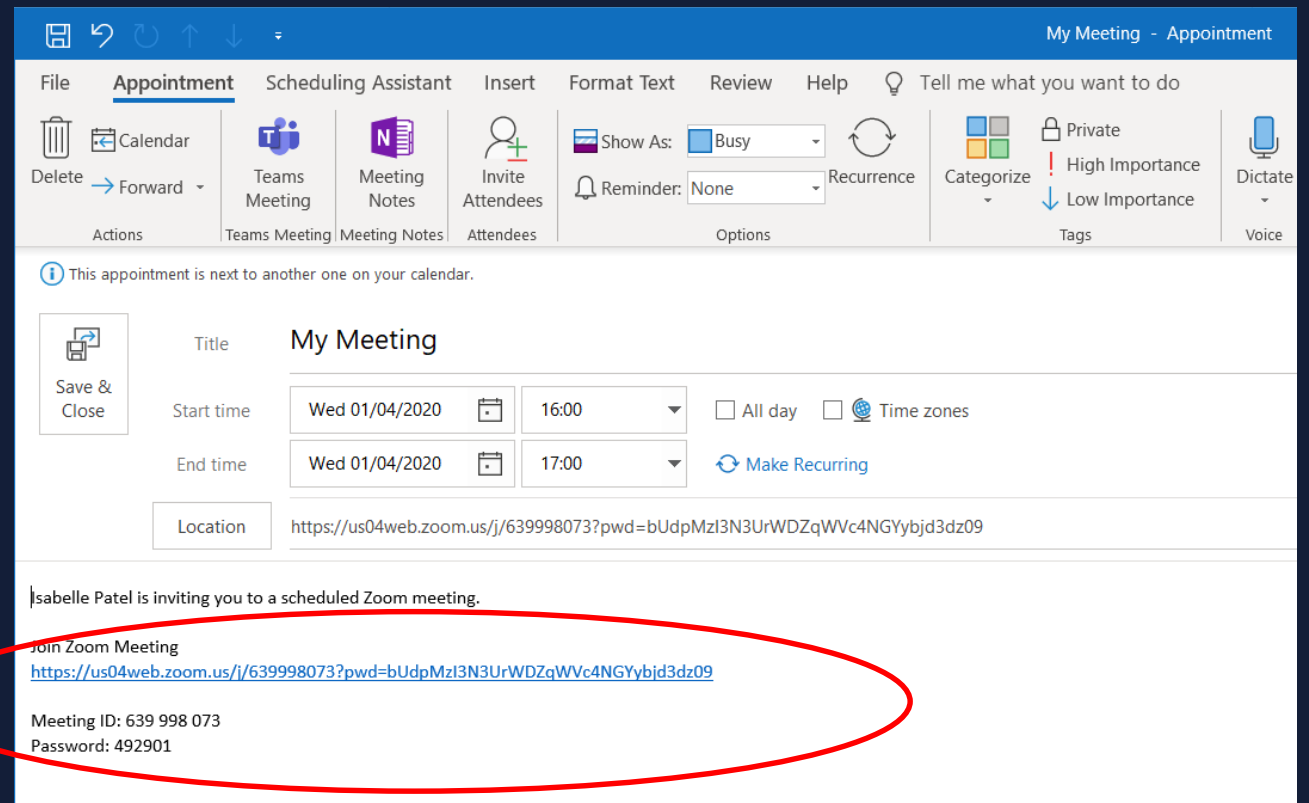 My Meeting - Appointment
File Appointment Scheduling Assistant Insert Format Text Review Help Tell me what you want to do
Delete
Calendar
Forward
Actions
Teams
Meeting
Teams Meeting
Meeting
Notes
Meeting Notes
Invite
Attendees
Attendees
Show As: Busy
Reminder: None
Recurrence
Options
Categorize
Private
High Importance
Low Importance
Tags
Dictate
Voice
This appointment is next to another one on your calendar.
Save &
Close
Title My Meeting
Start time Wed 01/04/2020 16:00 All day Time zones
End time Wed 01/04/2020 17:00 Make Recurring
Location https://us04web.zoom.us/j/639998073?pwd=bUdpMzI3N3UrWDZqWVc4NGYybjd3dz09
Isabelle Patel is inviting you to a scheduled Zoom meeting.
Join Zoom Meeting
https://us04web.zoom.us/j/639998073?pwd=bUdpMzI3N3UrWDZqWVc4NGYybjd3dz09
Meeting ID: 639 998 073
Password: 492901